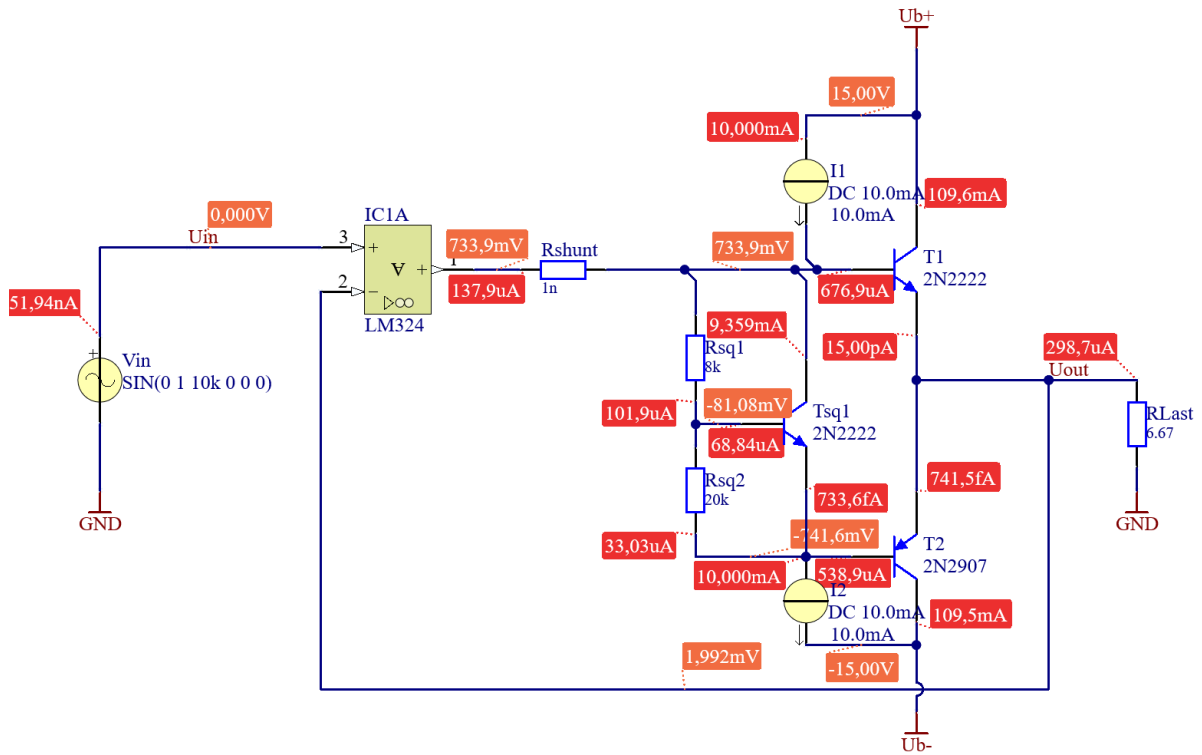 Ub+
15,00V
10,000mA
I1
DC 10.0mA
10.0mA
109,6mA
0,000V
Uin
IC1A
3
+
A
+
1
2
−
LM324
733,9mV
137,9uA
Rshunt
1n
733,9mV
676,9uA
T1
2N2222
51,94nA
+
Vin
SIN(0 1 10k 0 0 0)
9,359mA
Rsq1
8k
15,00pA
298,7uA
Uout
101,9uA
-81,08mV
68,84uA
Tsq1
2N2222
RLast
6.67
Rsq2
20k
733,6fA
741,5fA
GND
GND
33,03uA
-741,6mV
10,000mA
538,9uA
T2
2N2907
I2
DC 10.0mA
10.0mA
109,5mA
1,992mV
-15,00V
Ub-